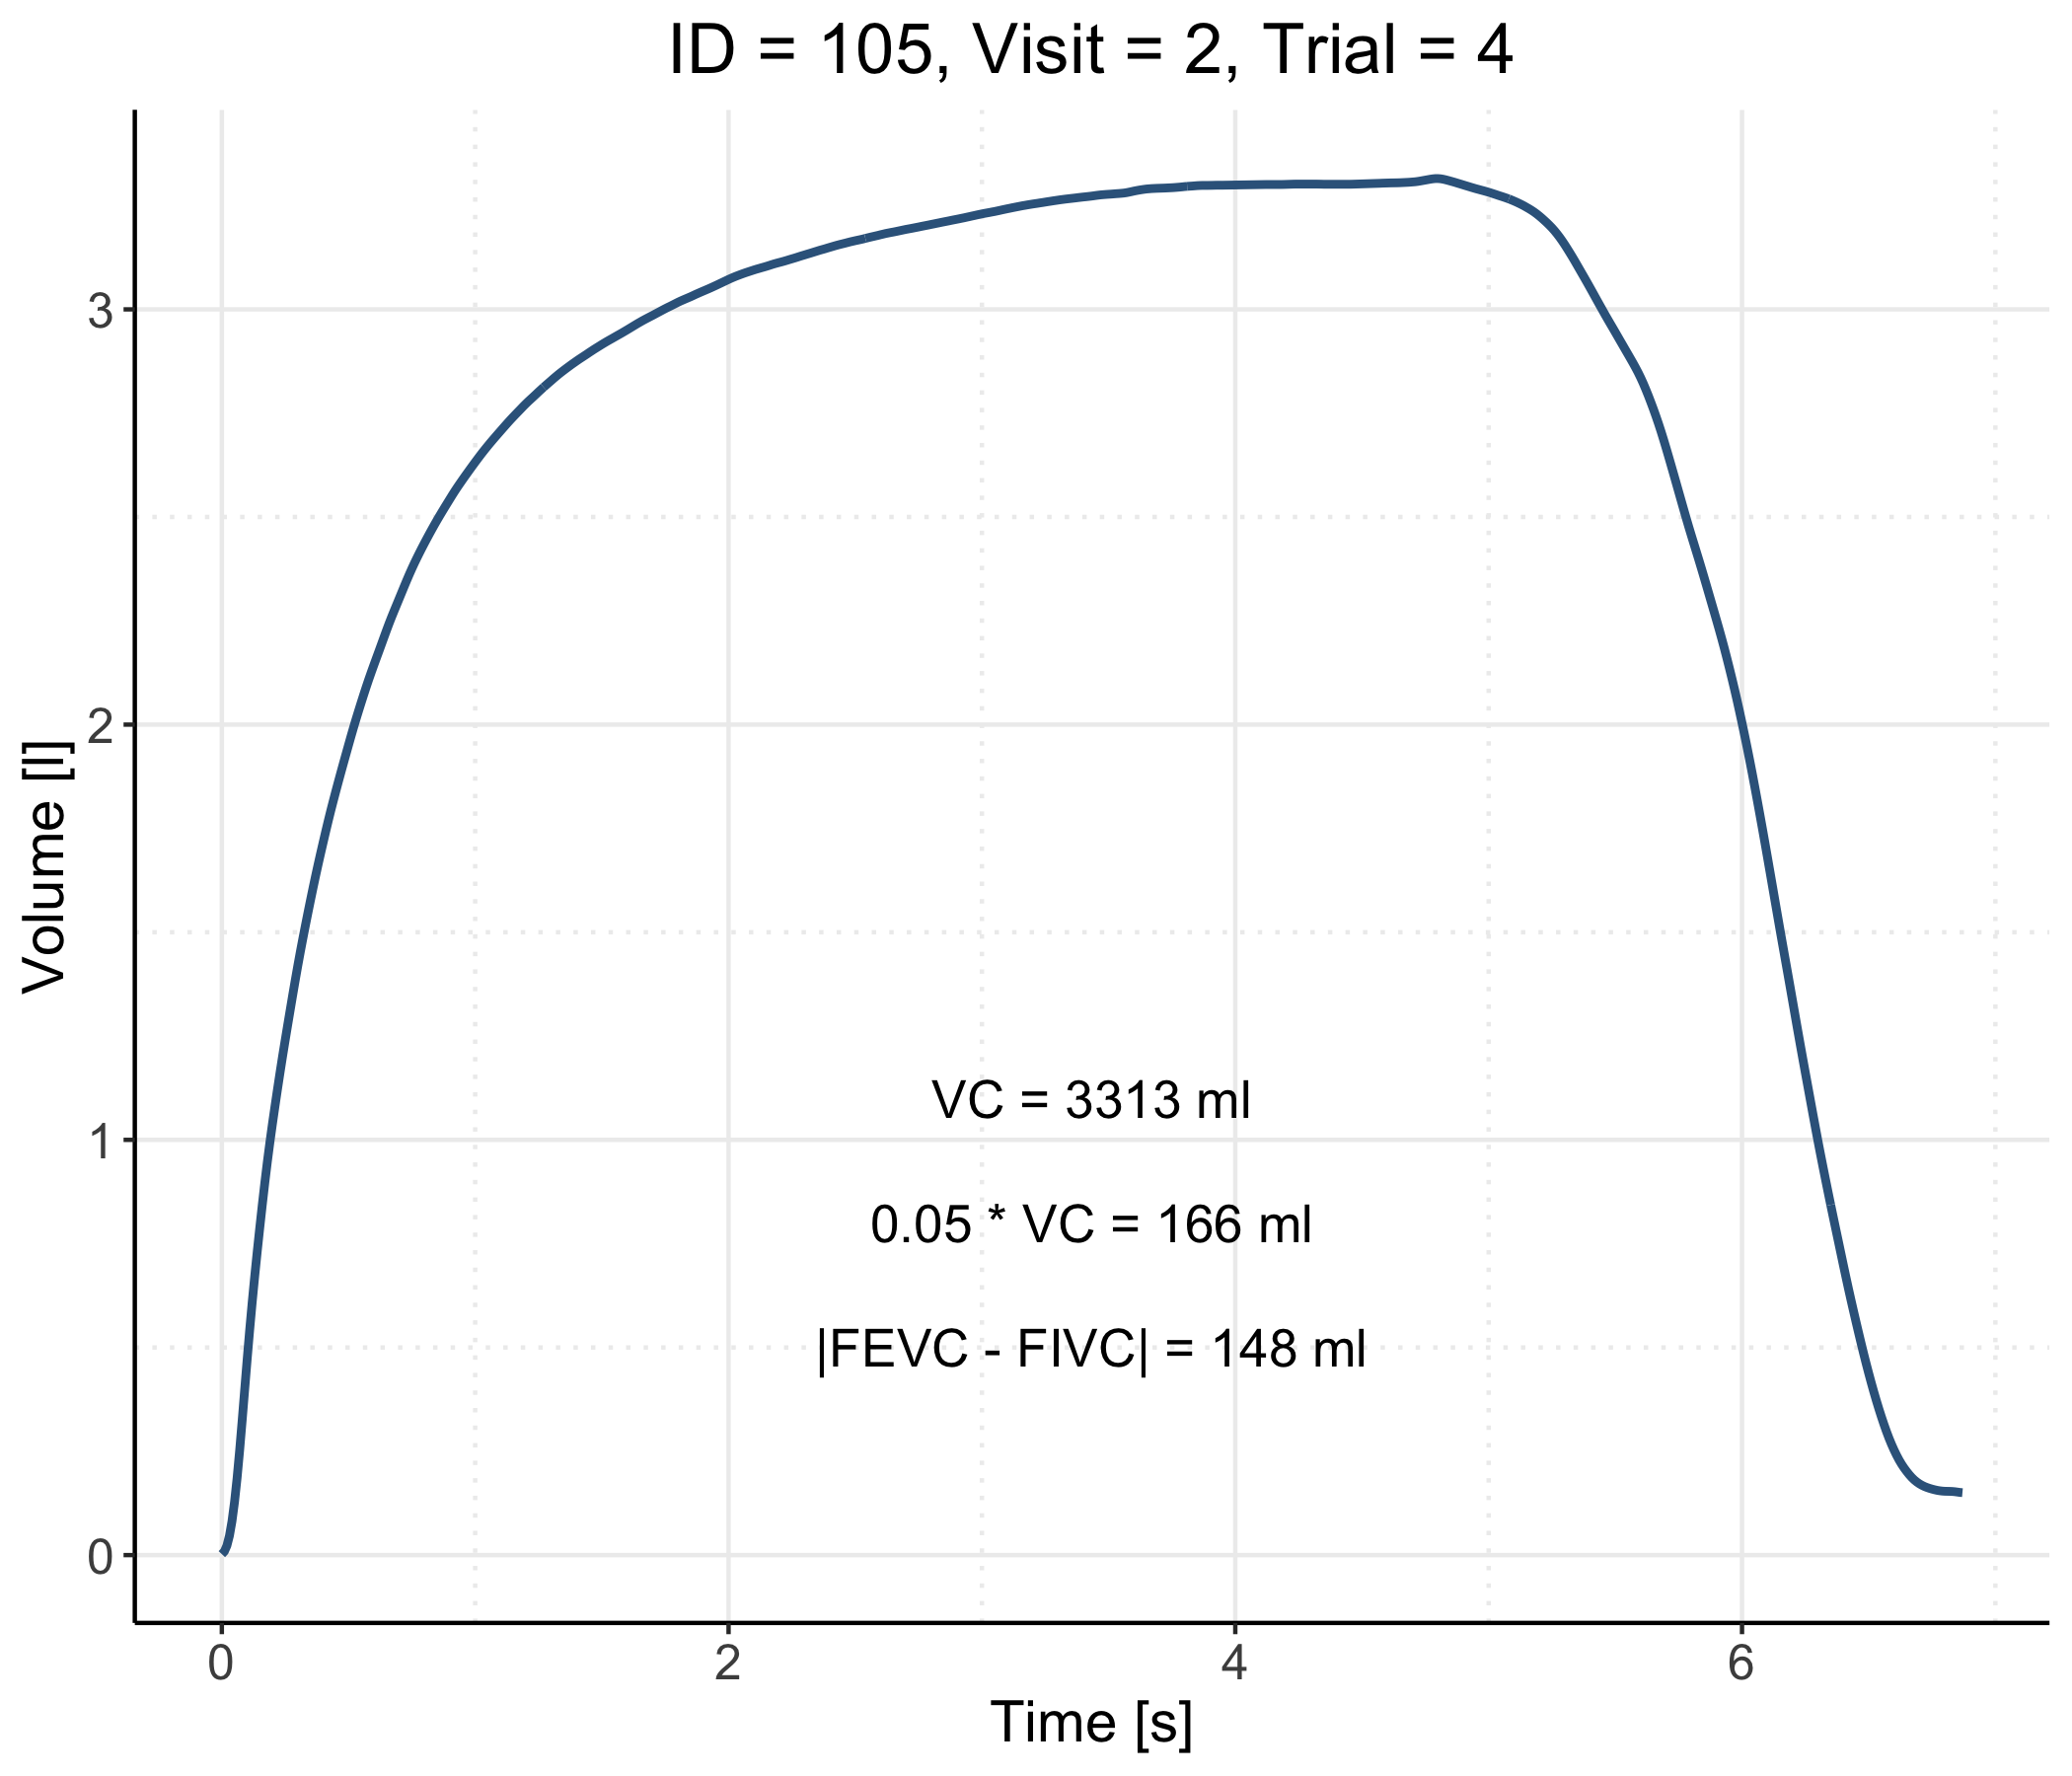 ID = 105, Visit = 2, Trial = 4
3
2
1
0
Volume [l]
VC = 3313 ml
0.05 * VC = 166 ml
|FEVC - FIVC| = 148 ml
0 2 4 6
Time [s]